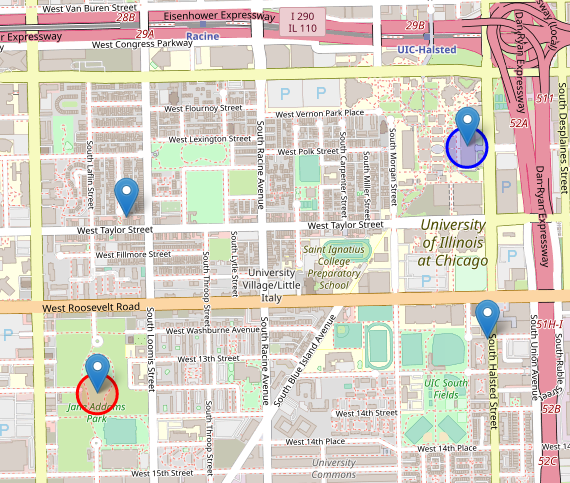 West Van Buren Street
28B
Eisenhower Expressway
I 290
IL 110
29B
29A
Racine
er Expressway
West Congress Parkway
UIC-Halsted
Dan Ryan Expressway
511
West Flournoy Street
West Vernon Park Place
P
P
52A
South Desplaines Street
West Lexington Street
West Polk Street
South Laflin Street
South Racine Avenue
South Carpenter Street
South Miller Street
South Morgan Street
P
Dan Ryan Expressway
West Taylor Street
West Taylor Street
University
of Illinois
at Chicago
West Fillmore Street
South Lytle Street
South Throop Street
Saint Ignatius
College
Preparatory
School
University
Village/Little
Italy
P
P
West Roosevelt Road
51H-I
West Washburne Avenue
West 13th Street
South Loomis Street
South Racine Avenue
South Blue Island Avenue
South Halsted Street
South Union Avenue
South Ruble Street
Jane Addams
Park
UIC South
Fields
South Throop Street
West 14th Street
52B
P
West 14th Place
West 14th Place
West 14
University
Commons
West 15th Street
52C